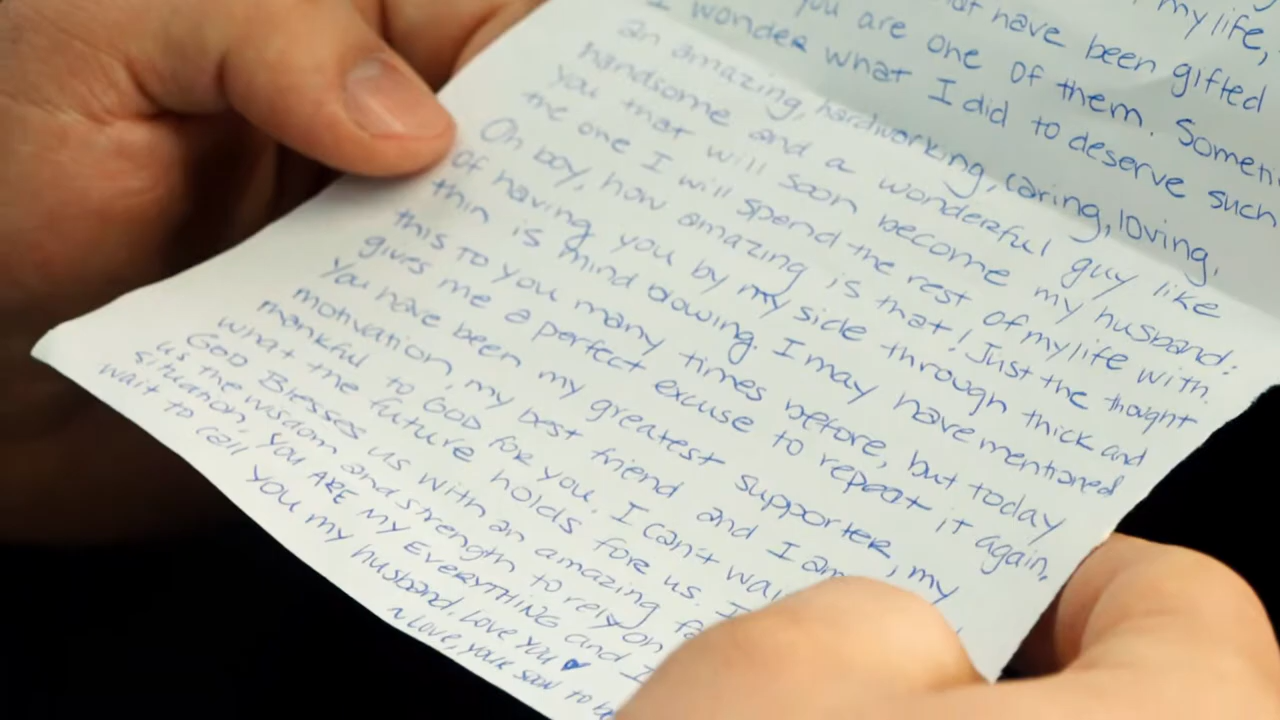 my life,
that have been gifted
you are one of them. Somen
I wonder what I did to deserve such
an amazing, hardworking, caring, loving,
handsome and a wonderful guy like
you that will soon become my husband:
the one I will spend the rest of my life with.
Oh boy, how amazing is that! Just the thought
of having you by my side through thick and
thin is mind blowing. I may have mentioned
this to you many times before, but today
gives me a perfect excuse to repeat it again.
You have been my greatest supporter, my
motivation, my best friend and I am
thankful to GOD for you. I can't wai
what the future holds fore us. I
GOD Blesses us with an amazing fa
us the wisdom and strength to rely on
situation, YOU ARE MY EVERYTHING and I
wait to call you my husband. Love you ♥
~Love, your soon to be